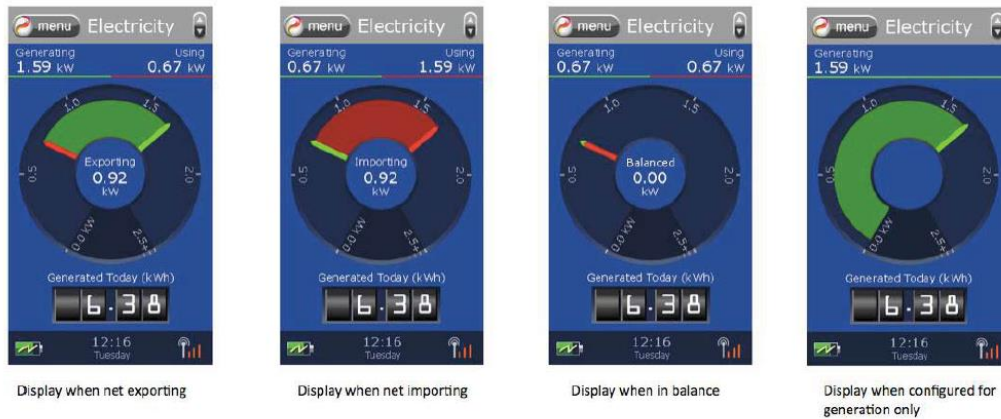 menu Electricity
Generating Using
1.59 kW 0.67 kW
0.5 1.0 1.5 2.0
Exporting
0.92
kW
0.0 kW 2.5+
Generated Today (kWh)
6.38
12:16
Tuesday
Display when net exporting
menu Electricity
Generating Using
0.67 kW 1.59 kW
0.5 1.0 1.5 2.0
Importing
0.92
kW
0.0 kW 2.5+
Generated Today (kWh)
6.38
12:16
Tuesday
Display when net importing
menu Electricity
Generating Using
0.67 kW 0.67 kW
0.5 1.0 1.5 2.0
Balanced
0.00
kW
0.0 kW 2.5+
Generated Today (kWh)
6.38
12:16
Tuesday
Display when in balance
menu Electricity
Generating
1.59 kW
0.5 1.0 1.5 2.0
0.0 kW 2.5+
Generated Today (kWh)
6.38
12:16
Tuesday
Display when configured for
generation only